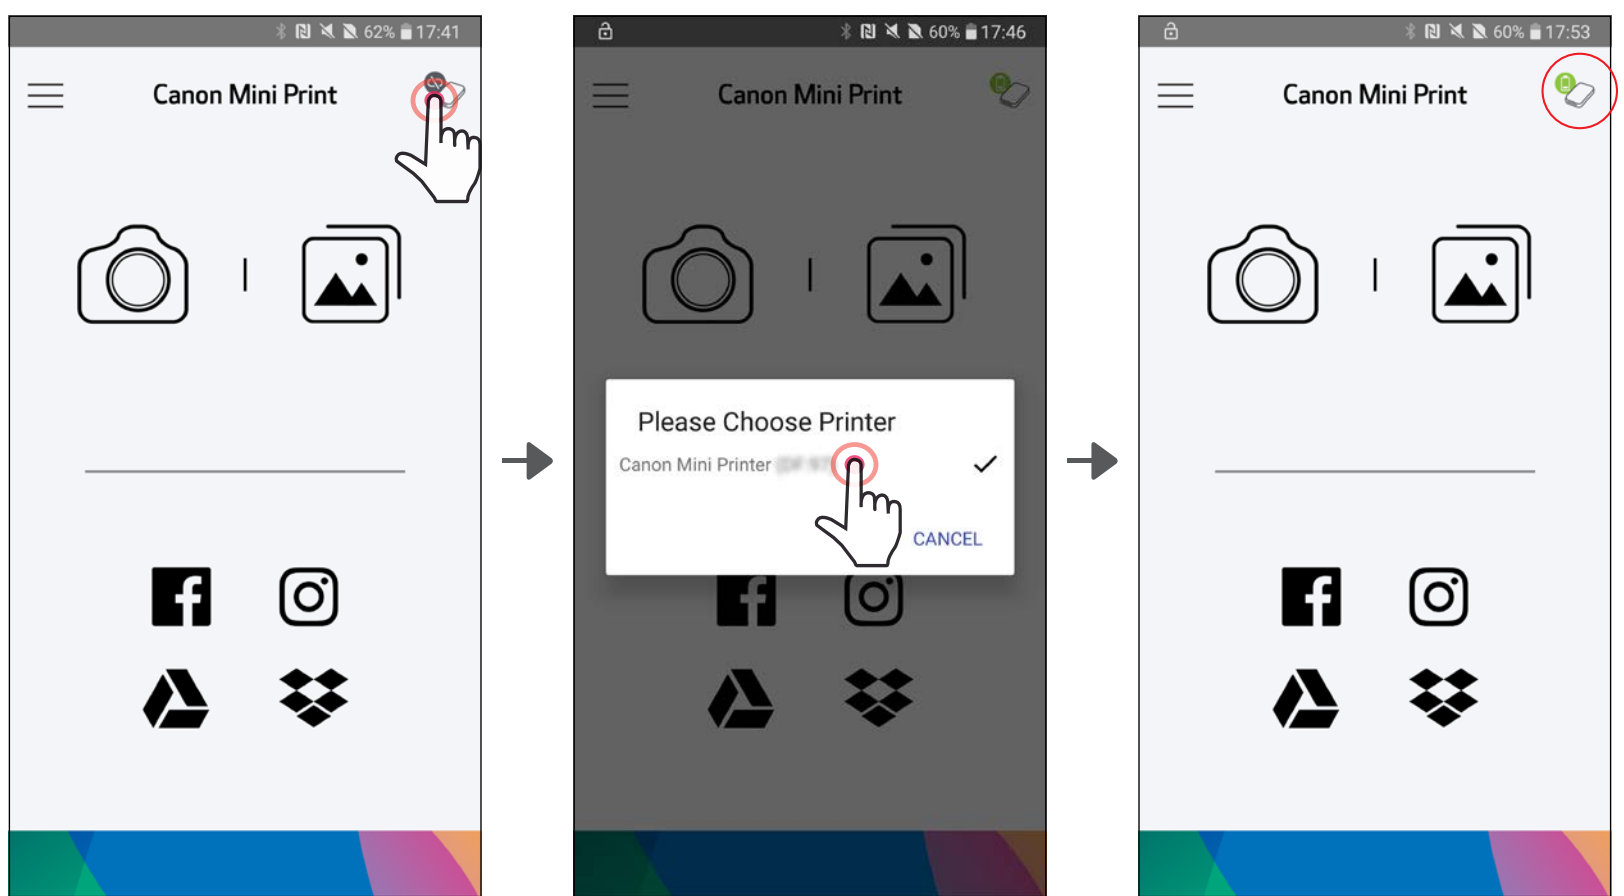 62% 17:41
Canon Mini Print
60% 17:46
Canon Mini Print
Please Choose Printer
Canon Mini Printer
CANCEL
60% 17:53
Canon Mini Print